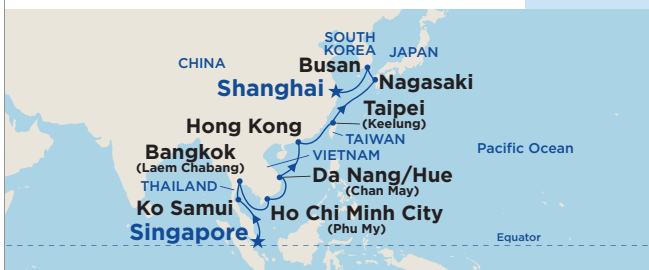 SOUTH
KOREA
JAPAN
CHINA
Busan
Shanghai
Nagasaki
Taipei
(Keelung)
Hong Kong
TAIWAN
Pacific Ocean
Bangkok
(Laem Chabang)
VIETNAM
Da Nang/Hue
(Chan May)
THAILAND
Ko Samui
Ho Chi Minh City
(Phu My)
Singapore
Equator